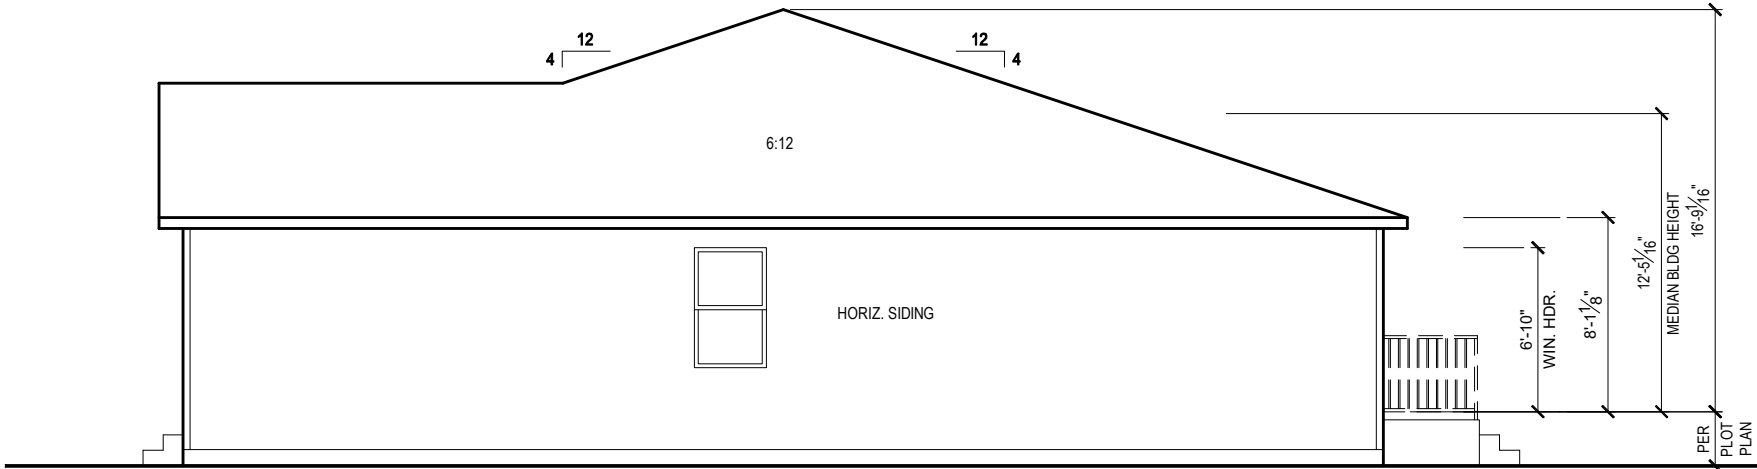 12
4
12
4
6:12
HORIZ. SIDING
6'-10"
WIN. HDR.
8'-1 1/8"
12'-5 1/16"
MEDIAN BLDG HEIGHT
16'-9 1/16"
PER
PLOT
PLAN